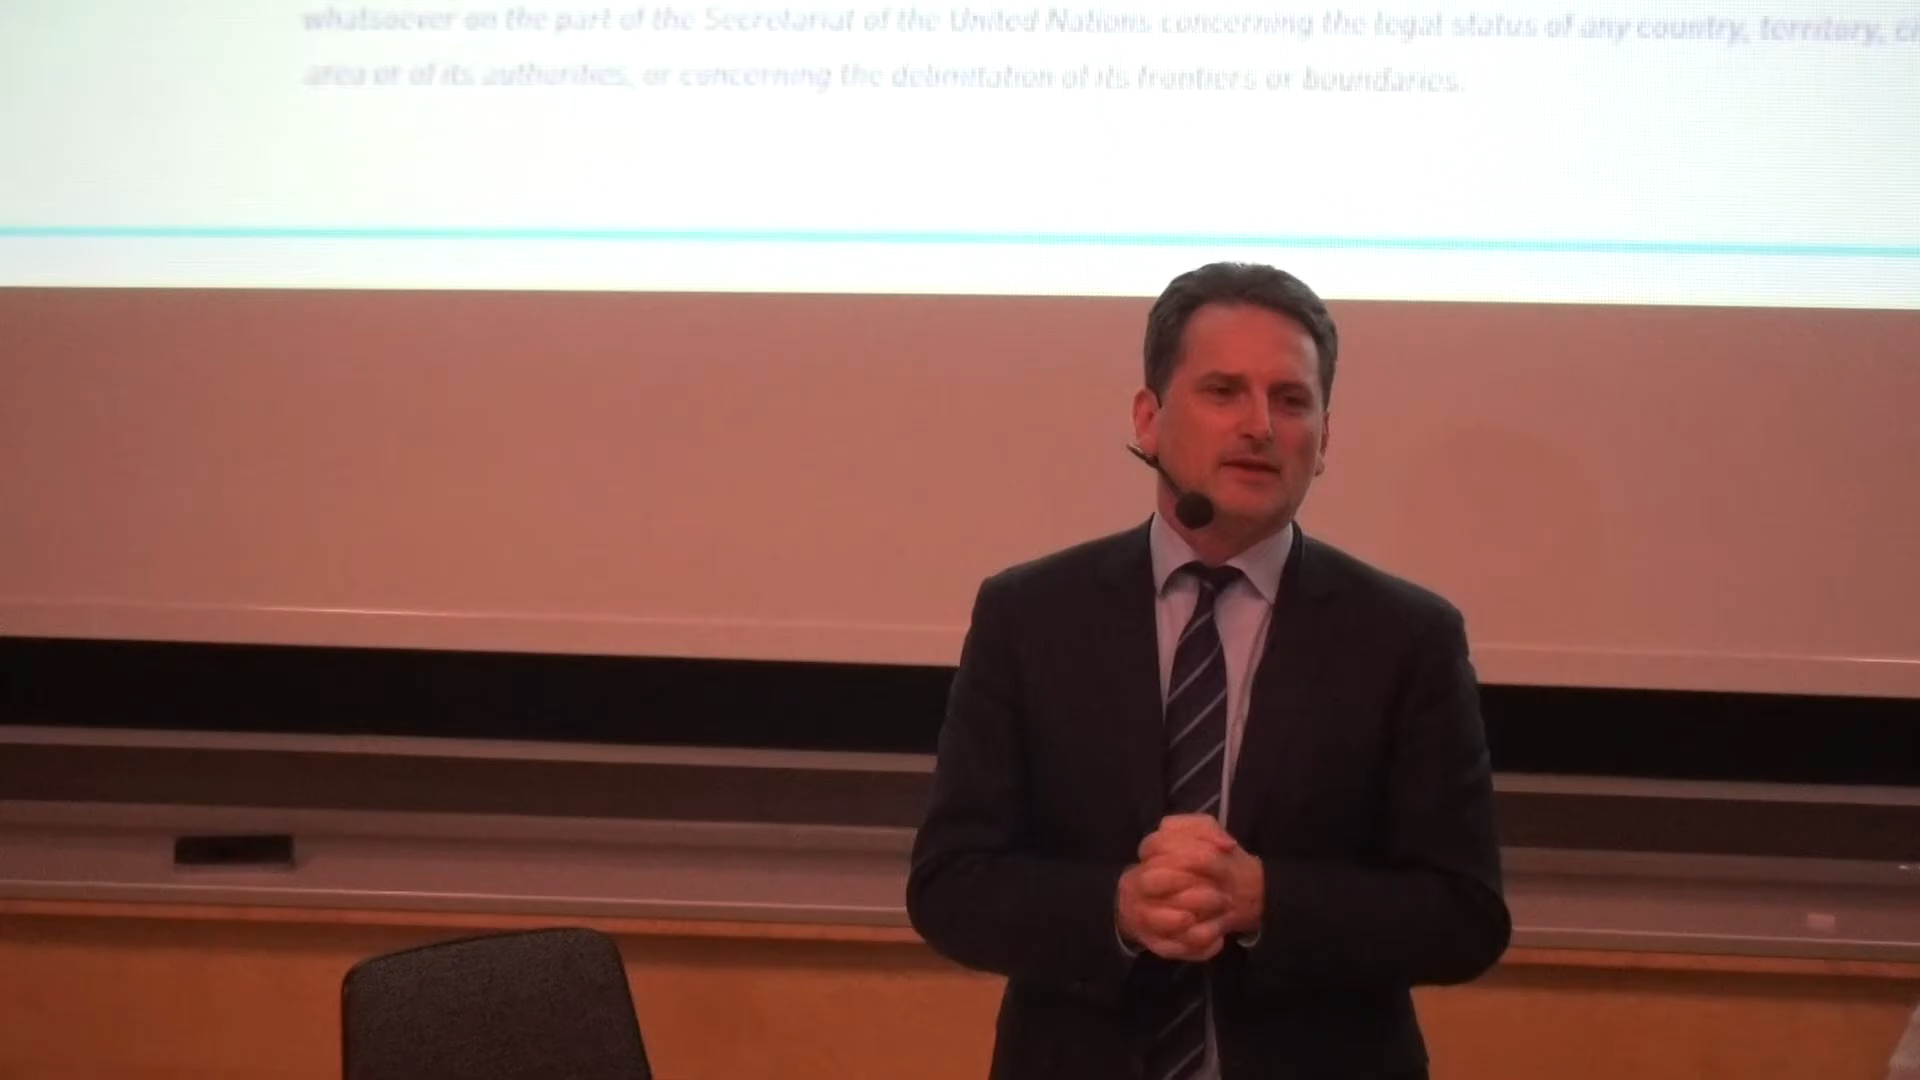 whatsoever on the part of the Secretariat of the United Nations concerning the legal status of any country, territory,
area or of its authorities, or concerning the delimitation of its frontiers or boundaries.